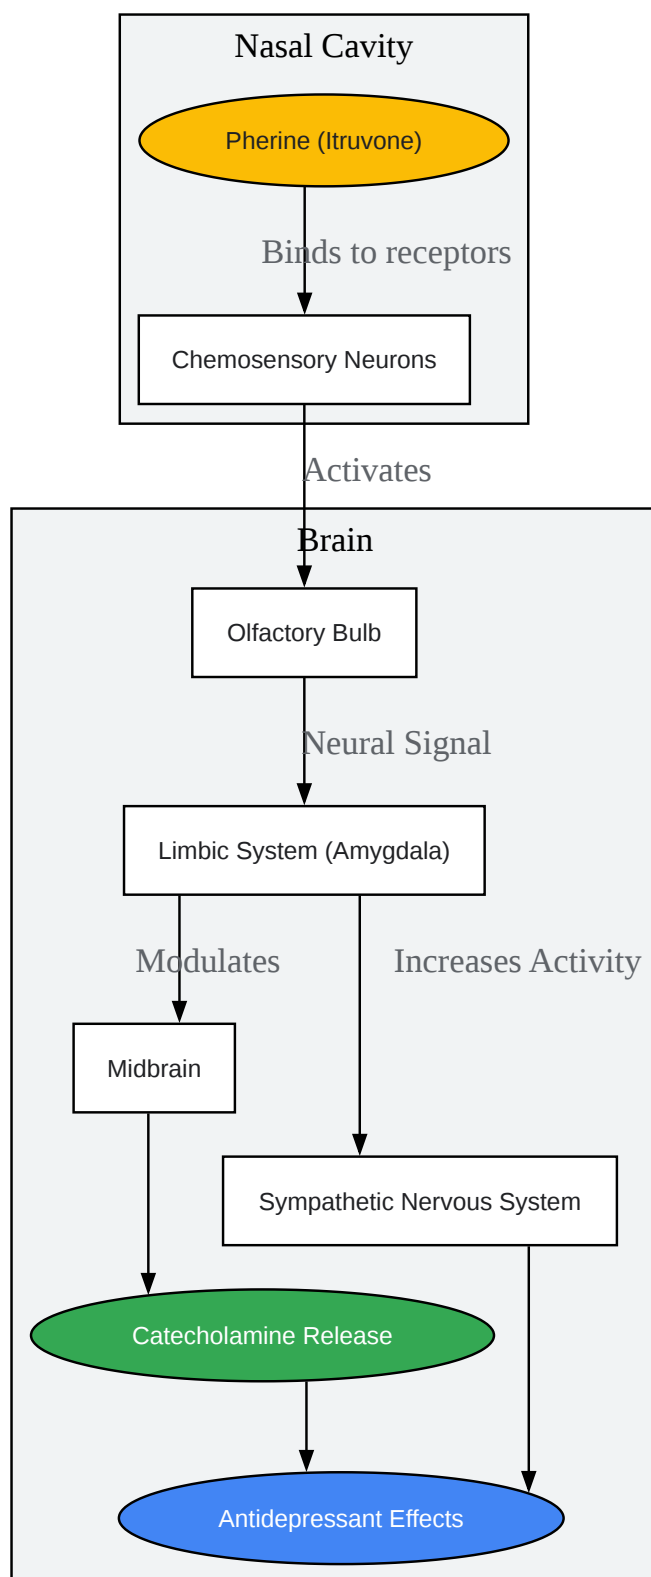 Nasal Cavity
Pherine (Itruvone)
Binds to receptors
Chemosensory Neurons
Activates
Brain
Olfactory Bulb
Neural Signal
Limbic System (Amygdala)
Modulates
Increases Activity
Midbrain
Sympathetic Nervous System
Catecholamine Release
Antidepressant Effects